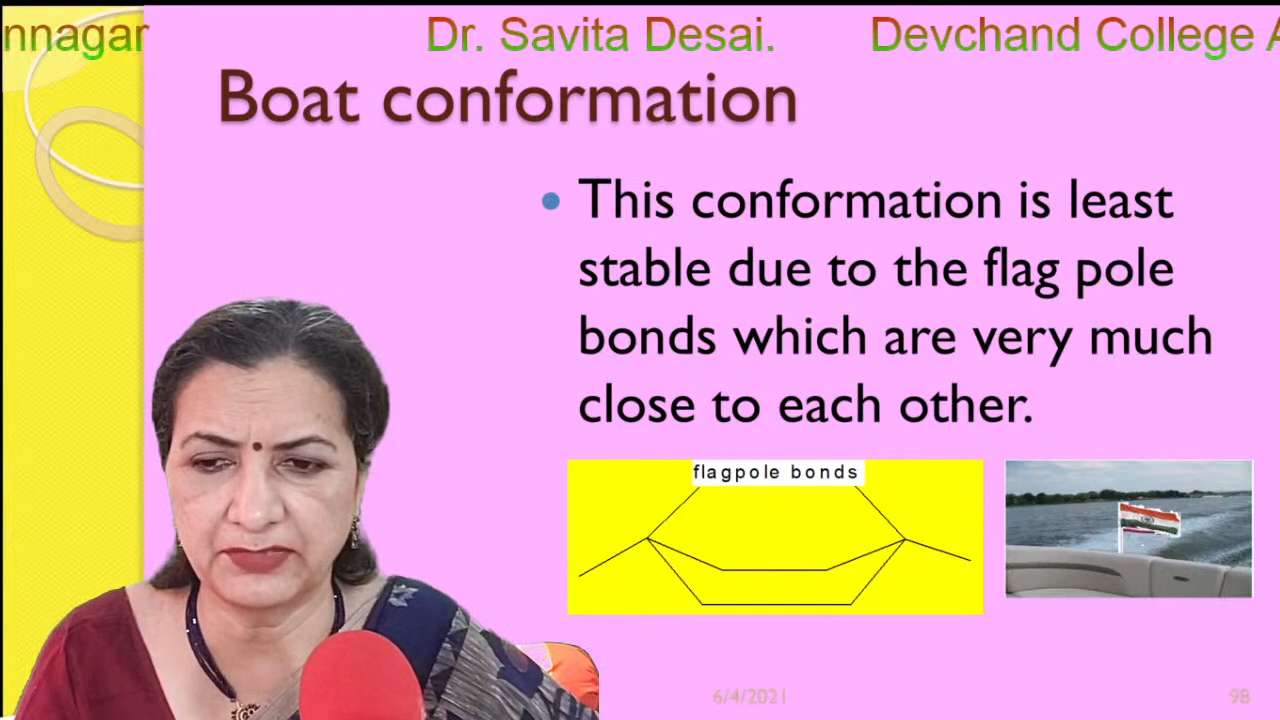 nnagar Dr. Savita Desai. Devchand College A
Boat conformation
This conformation is least
stable due to the flag pole
bonds which are very much
close to each other.
flagpole bonds
6/4/2021 98